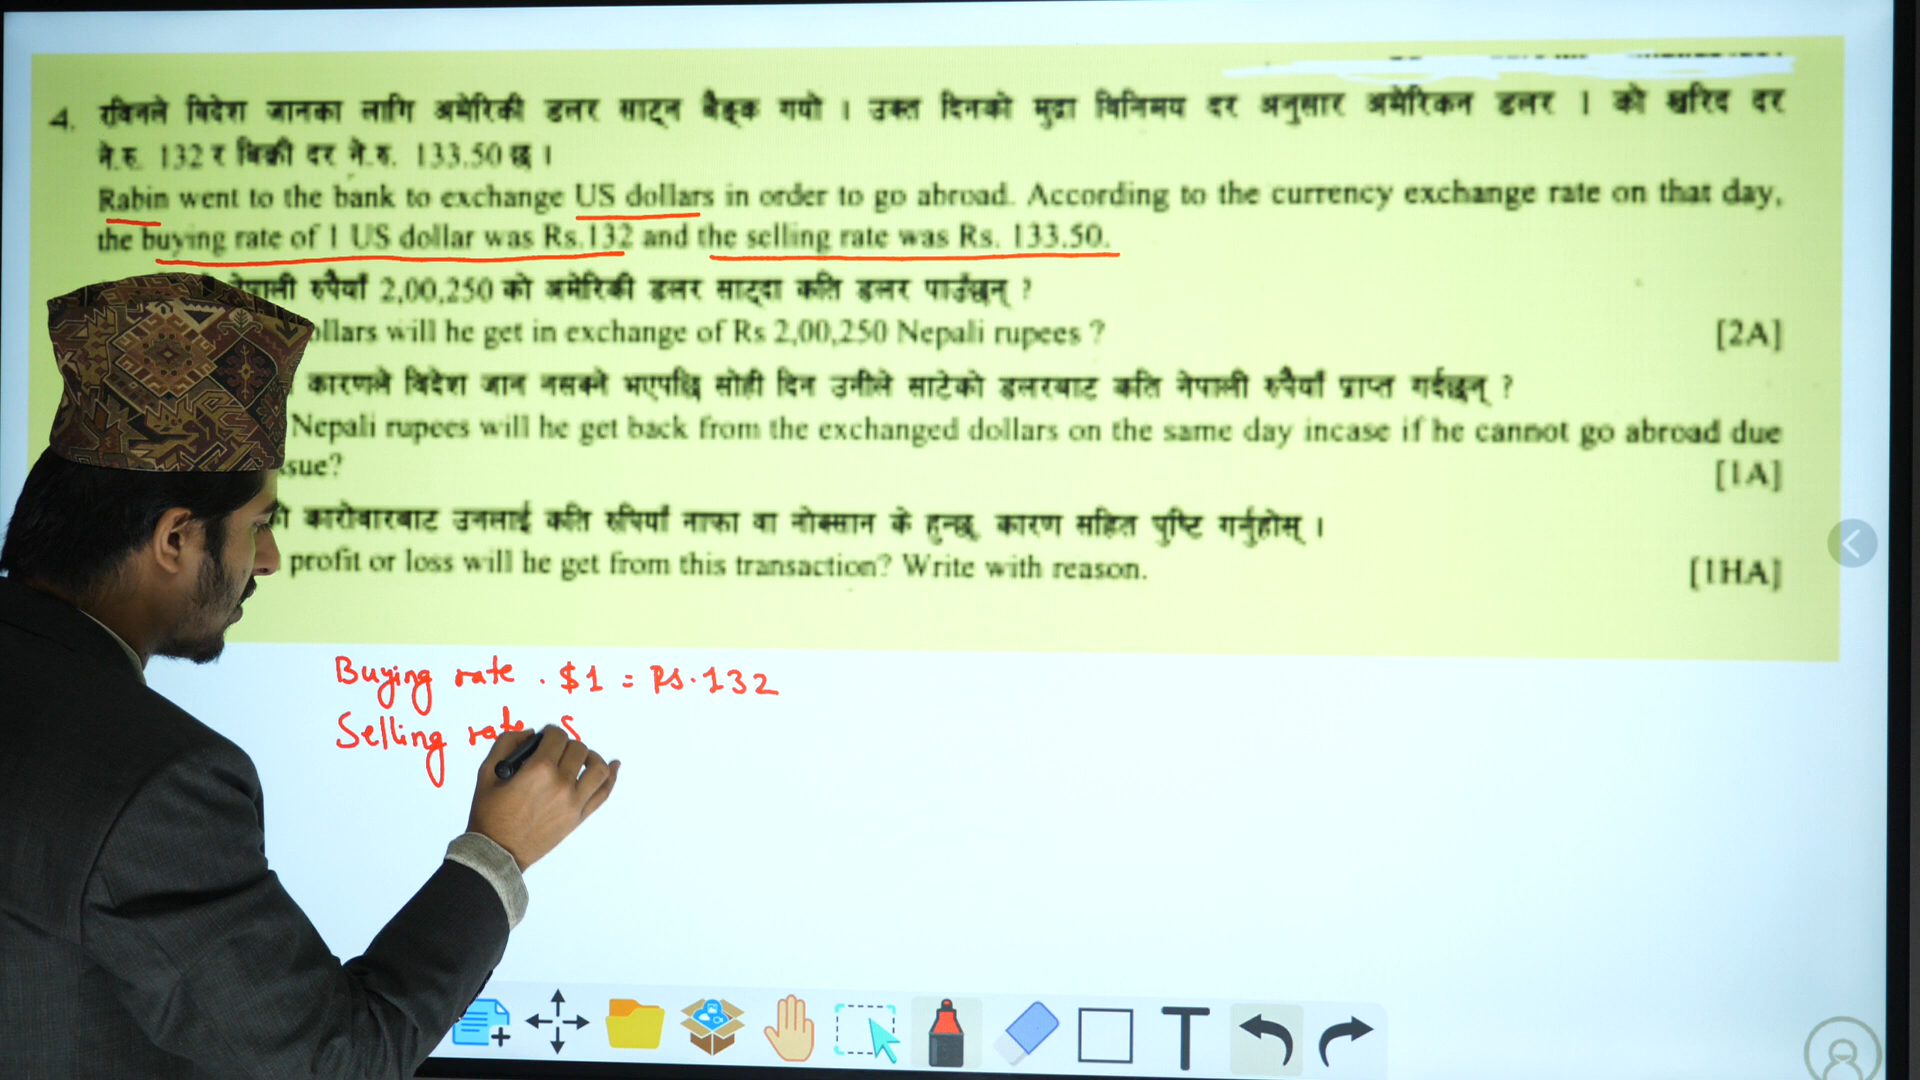 4. रविनले विदेश जानका लागि अमेरिकी डलर साट्न बैङ्क गयो । उक्त दिनको मुद्रा विनिमय दर अनुसार अमेरिकन डलर 1 को खरिद दर
ने.रु. 132 र बिक्री दर ने.रु. 133.50 छ ।
Rabin went to the bank to exchange US dollars in order to go abroad. According to the currency exchange rate on that day,
the buying rate of 1 US dollar was Rs.132 and the selling rate was Rs. 133.50.
रुपैयाँ 2,00,250 को अमेरिकी डलर साट्दा कति डलर पाउँछन् ?
will he get in exchange of Rs 2,00,250 Nepali rupees ? [2A]
कारणले विदेश जान नसक्ने भएपछि सोही दिन उनीले साटेको डलरबाट कति नेपाली रुपैयाँ प्राप्त गर्दछन् ?
Nepali rupees will he get back from the exchanged dollars on the same day incase if he cannot go abroad due
[1A]
कारोवारबाट उनलाई कति रुपियाँ नाफा वा नोक्सान के हुन्छ, कारण सहित पुष्टि गर्नुहोस् ।
profit or loss will he get from this transaction? Write with reason. [1HA]
Buying rate . $1 = Rs. 132
Selling rate
T